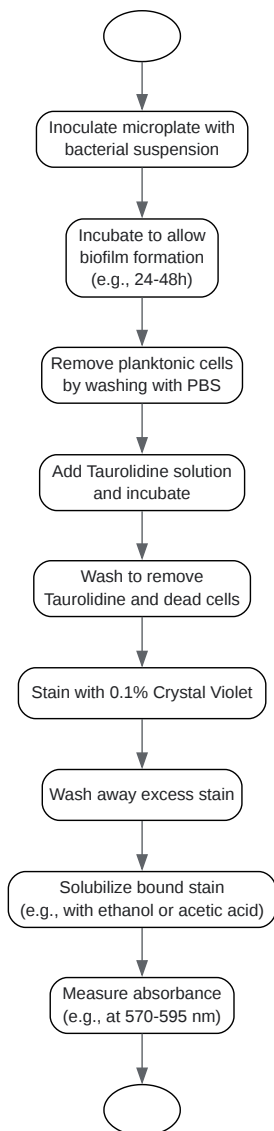 Inoculate microplate with
bacterial suspension
Incubate to allow
biofilm formation
(e.g., 24-48h)
Remove planktonic cells
by washing with PBS
Add Taurolidine solution
and incubate
Wash to remove
Taurolidine and dead cells
Stain with 0.1% Crystal Violet
Wash away excess stain
Solubilize bound stain
(e.g., with ethanol or acetic acid)
Measure absorbance
(e.g., at 570-595 nm)